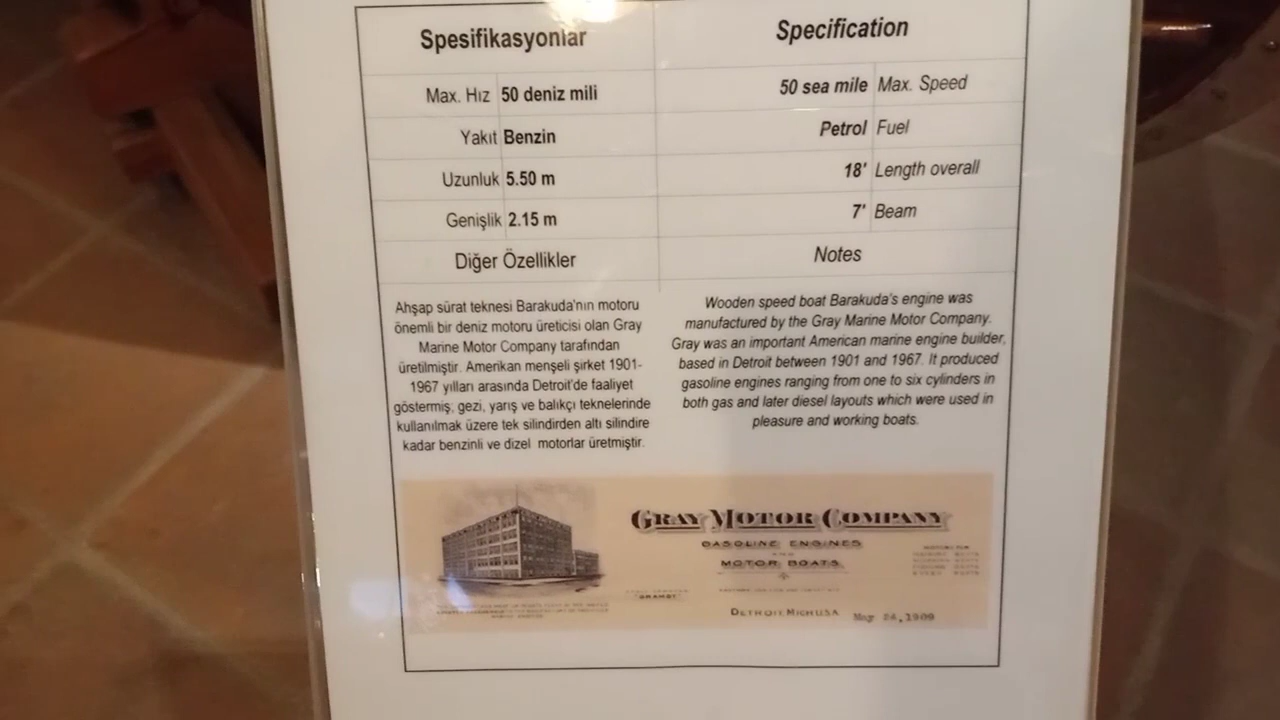 Spesifikasyonlar
Specification
Max. Hız 50 deniz mili
50 sea mile Max. Speed
Yakıt Benzin
Petrol Fuel
Uzunluk 5.50 m
18' Length overall
Genişlik 2.15 m
7' Beam
Diğer Özellikler
Notes
Ahşap sürat teknesi Barakuda'nın motoru
önemli bir deniz motoru üreticisi olan Gray
Marine Motor Company tarafından
üretilmiştir. Amerikan menşeli şirket 1901-
1967 yılları arasında Detroit'de faaliyet
göstermiş; gezi, yarış ve balıkçı teknelerinde
kullanılmak üzere tek silindirden altı silindire
kadar benzinli ve dizel motorlar üretmiştir.
Wooden speed boat Barakuda's engine was
manufactured by the Gray Marine Motor Company.
Gray was an important American marine engine builder,
based in Detroit between 1901 and 1967. It produced
gasoline engines ranging from one to six cylinders in
both gas and later diesel layouts which were used in
pleasure and working boats.
GRAY MOTOR COMPANY
GASOLINE ENGINES
AND
MOTOR BOATS.
DETROIT, MICH. USA
May 24, 1909